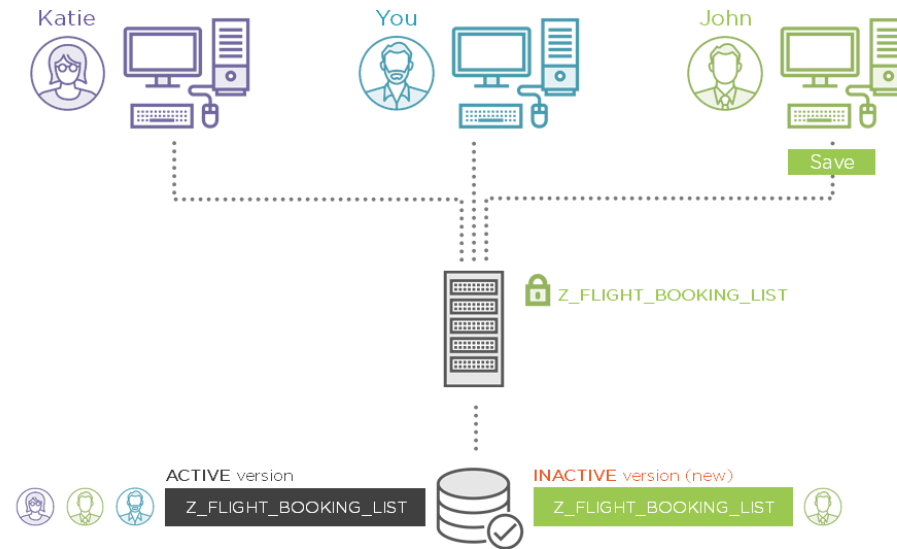 Katie
You
John
Save
Z_FLIGHT_BOOKING_LIST
ACTIVE version
INACTIVE version (new)
Z_FLIGHT_BOOKING_LIST
Z_FLIGHT_BOOKING_LIST